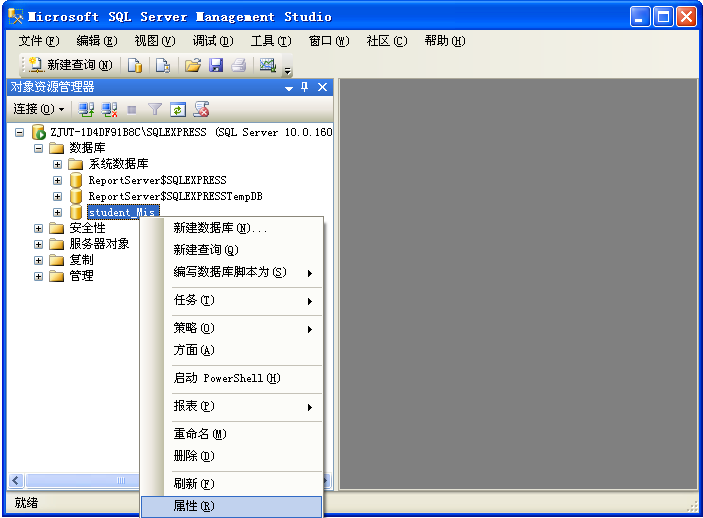 Microsoft SQL Server Management Studio
文件(F) 编辑(E) 视图(V) 调试(D) 工具(T) 窗口(W) 社区(C) 帮助(H)
新建查询(N)
对象资源管理器
连接(O)
ZJUT-1D4DF91B8C\SQLEXPRESS (SQL Server 10.0.160
数据库
系统数据库
ReportServer$SQLEXPRESS
ReportServer$SQLEXPRESSTempDB
student_Mis
安全性
服务器对象
复制
管理
新建数据库(N)...
新建查询(Q)
编写数据库脚本为(S)
任务(T)
策略(O)
方面(A)
启动 PowerShell(H)
报表(P)
重命名(M)
删除(D)
刷新(F)
属性(R)
就绪